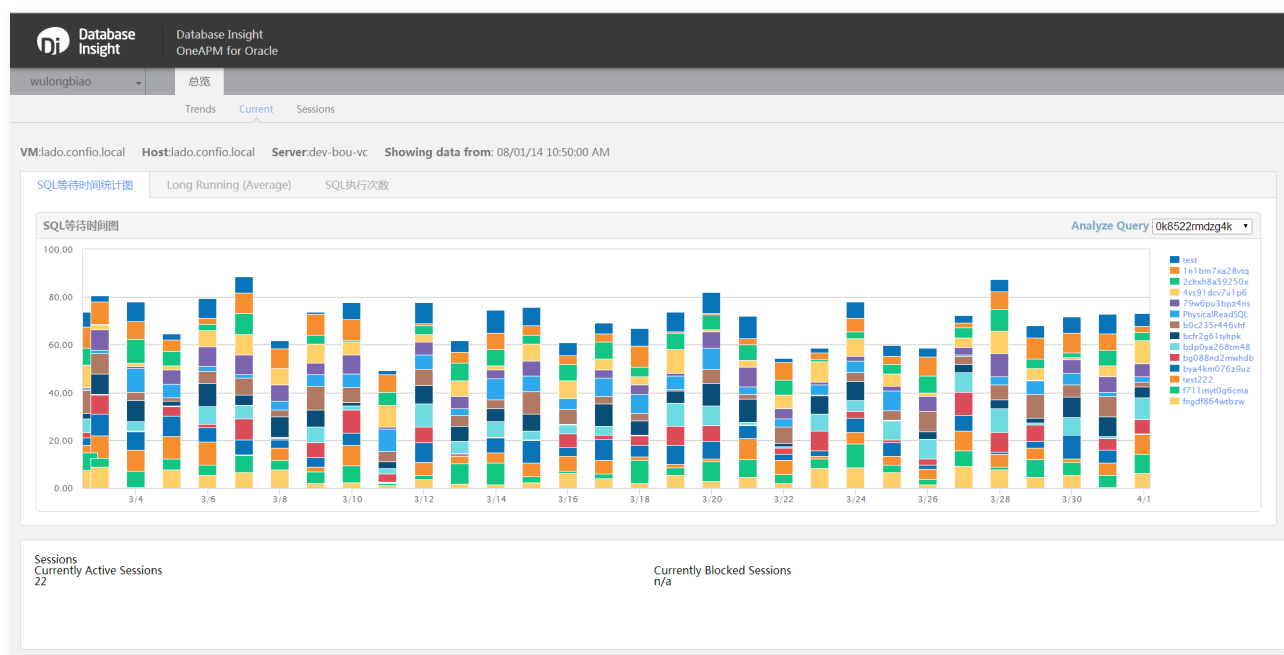 Database
Insight
Database Insight
OneAPM for Oracle
wulongbiao
总览
Trends Current Sessions
VM:lado.confio.local Host:lado.confio.local Server:dev-bou-vc Showing data from: 08/01/14 10:50:00 AM
SQL等待时间统计图 Long Running (Average) SQL执行次数
SQL等待时间图
Analyze Query 0k8522rmdzg4k
100.00
80.00
60.00
40.00
20.00
0.00
3/4 3/6 3/8 3/10 3/12 3/14 3/16 3/18 3/20 3/22 3/24 3/26 3/28 3/30 4/1
test
1n1bm7xa28vtq
2chxh8a59250x
4vs91dcv7u1p6
79w6pu3bpz4ns
PhysicalReadSQL
b0c235r446vhf
bcfr2g61tyhpk
bdp0ya268tm48
bg088nd2mwhdb
bya4km076z9uz
test222
f711myt0q6cma
fngdf864wtbzw
Sessions
Currently Active Sessions
22
Currently Blocked Sessions
n/a